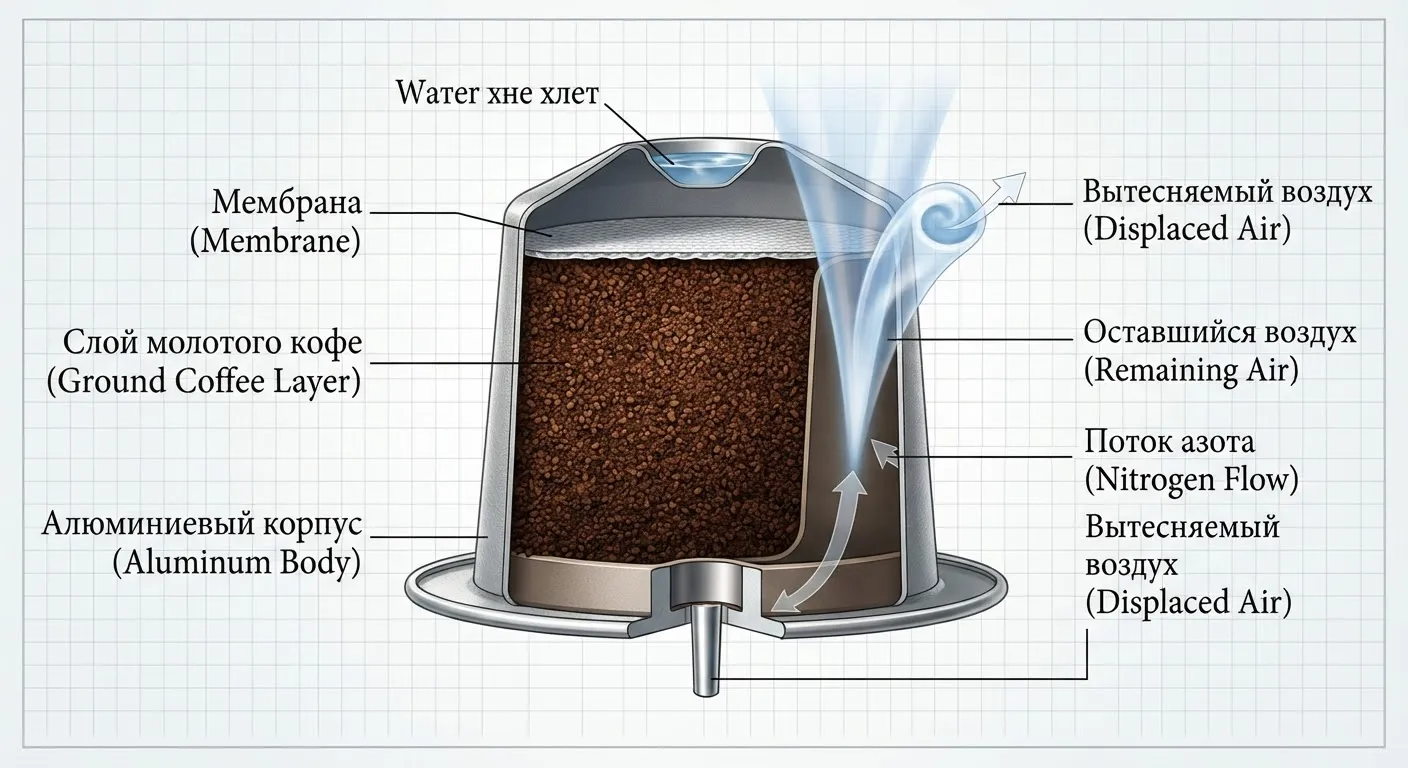 Water хне хлет
Мембрана
(Membrane)
Слой молотого кофе
(Ground Coffee Layer)
Алюминиевый корпус
(Aluminum Body)
Вытесняемый воздух
(Displaced Air)
Оставшийся воздух
(Remaining Air)
Поток азота
(Nitrogen Flow)
Вытесняемый
воздух
(Displaced Air)